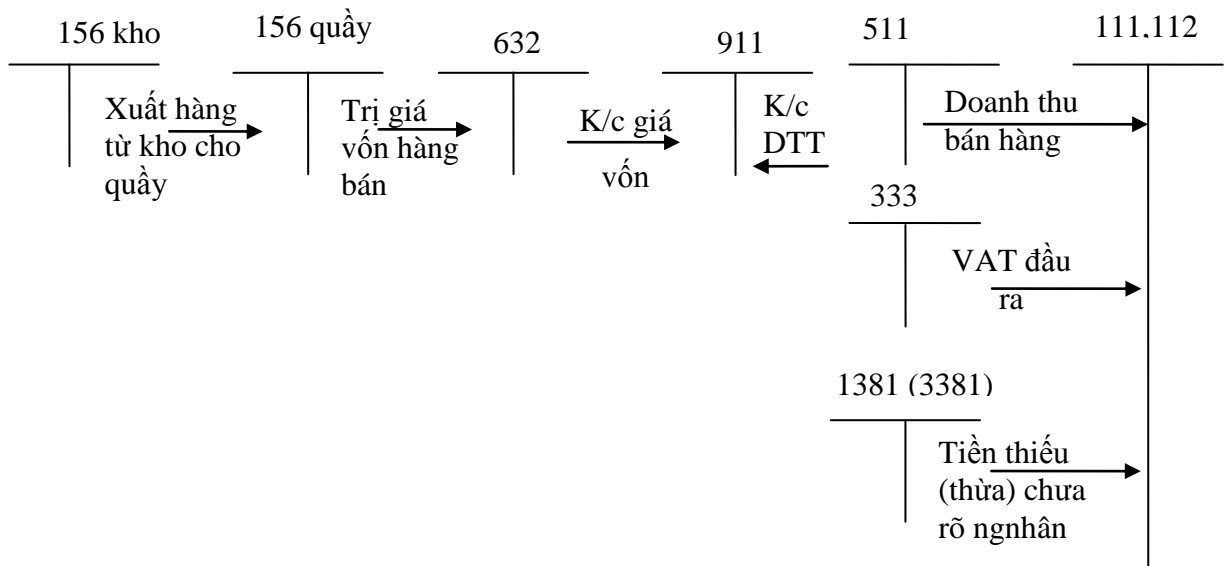 156 kho
156 quầy
632
911
511
111,112
Xuất hàng
từ kho cho
quầy
Trị giá
vốn hàng
bán
K/c giá
vốn
K/c
DTT
Doanh thu
bán hàng
333
VAT đầu
ra
1381 (3381)
Tiền thiếu
(thừa) chưa
rõ ngnhân